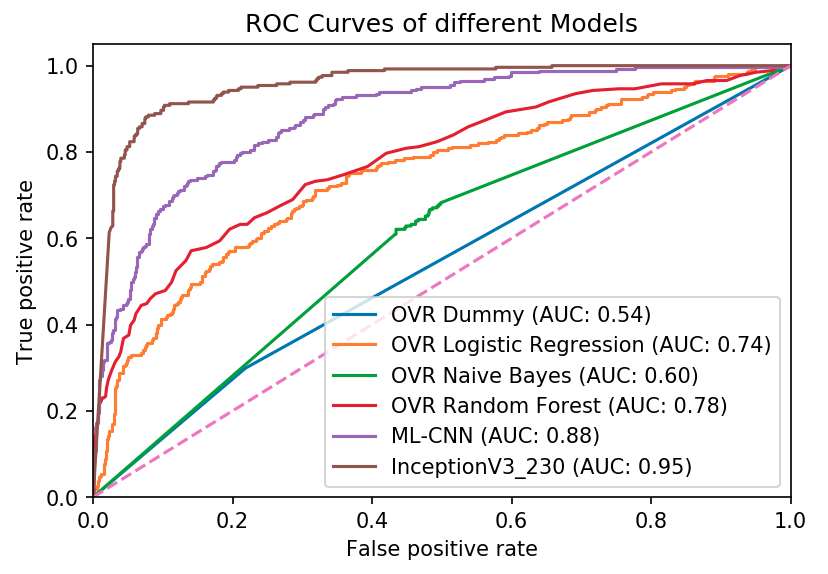 ROC Curves of different Models
1.0
0.8
0.6
0.4
0.2
0.0
True positive rate
OVR Dummy (AUC: 0.54)
OVR Logistic Regression (AUC: 0.74)
OVR Naive Bayes (AUC: 0.60)
OVR Random Forest (AUC: 0.78)
ML-CNN (AUC: 0.88)
InceptionV3_230 (AUC: 0.95)
0.0 0.2 0.4 0.6 0.8 1.0
False positive rate